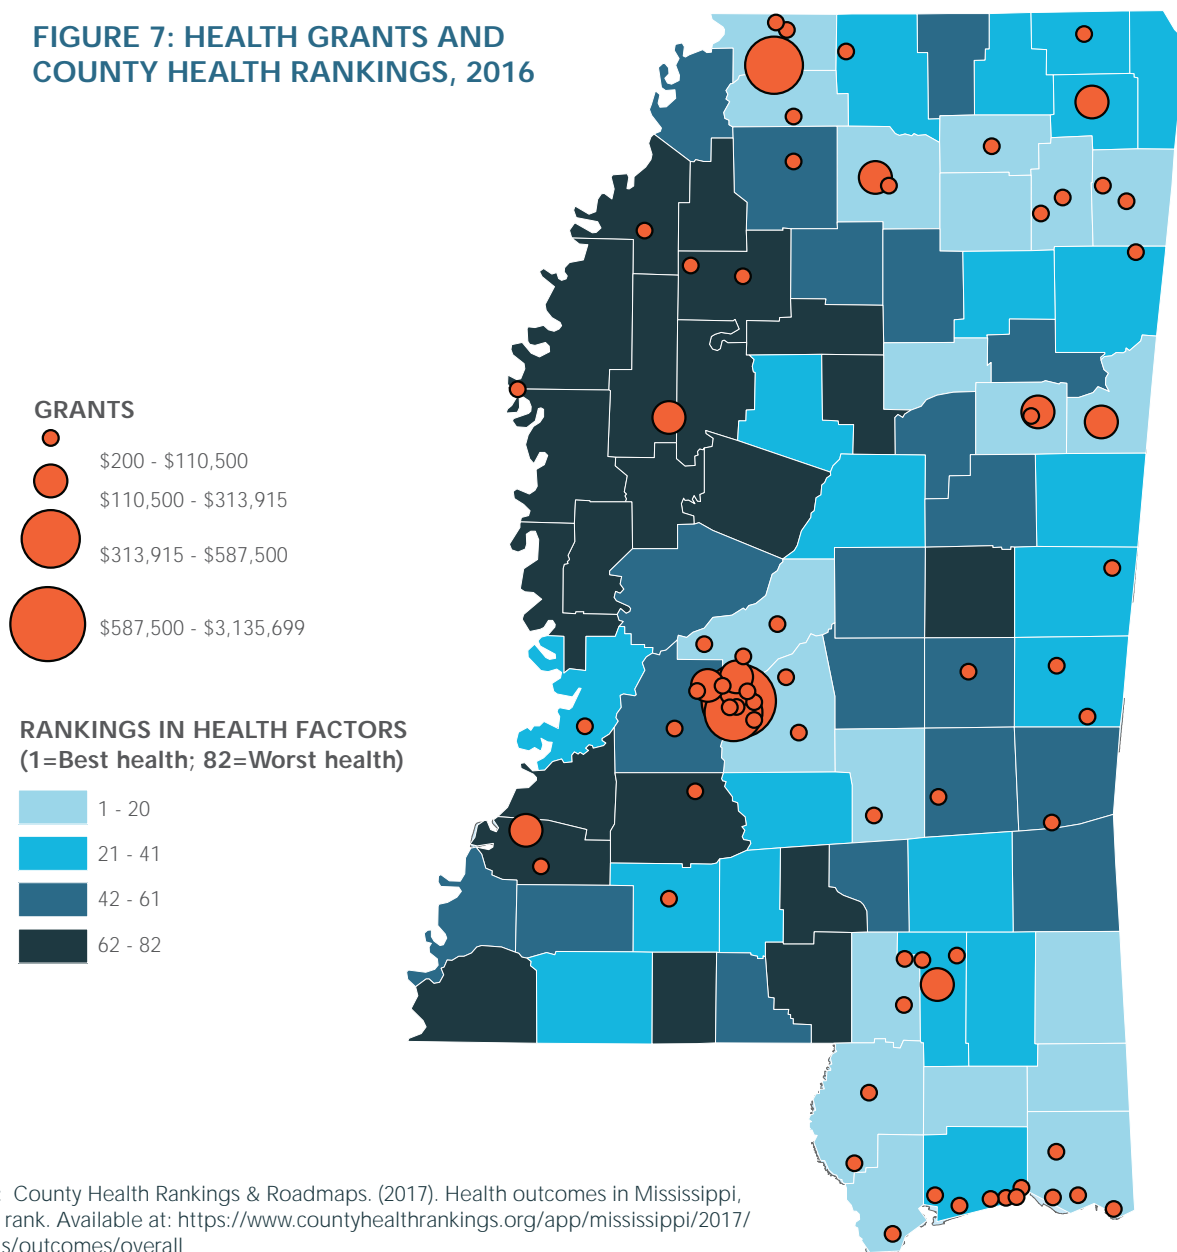 FIGURE 7: HEALTH GRANTS AND
COUNTY HEALTH RANKINGS, 2016
GRANTS
$200 - $110,500
$110,500 - $313,915
$313,915 - $587,500
$587,500 - $3,135,699
RANKINGS IN HEALTH FACTORS
(1=Best health; 82=Worst health)
1 - 20
21 - 41
42 - 61
62 - 82
: County Health Rankings & Roadmaps. (2017). Health outcomes in Mississippi,
rank. Available at: https://www.countyhealthrankings.org/app/mississippi/2017/
s/outcomes/overall